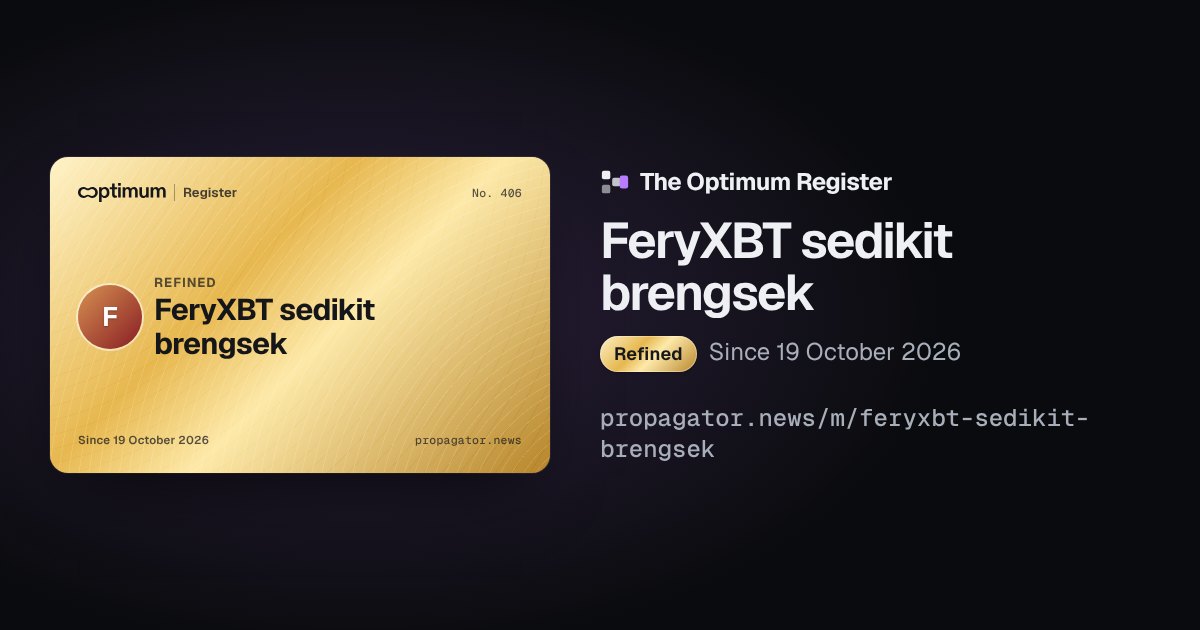 optimum | Register
No. 406
REFINED
F
FeryXBT sedikit
brengsek
Since 19 October 2026
propagator.news
The Optimum Register
FeryXBT sedikit
brengsek
Refined
Since 19 October 2026
propagator.news/m/feryxbt-sedikit-
brengsek